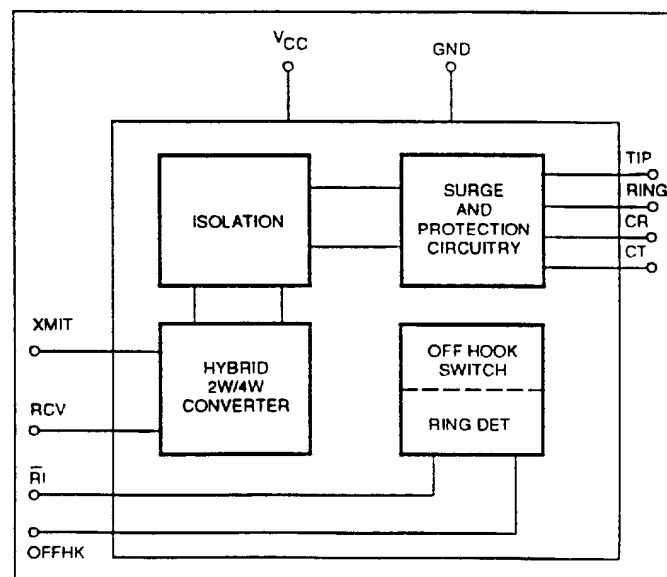 VCC
GND
ISOLATION
SURGE
AND
PROTECTION
CIRCUITRY
TIP
RING
CR
CT
XMIT
RCV
HYBRID
2W/4W
CONVERTER
OFF HOOK
SWITCH
RING DET
R̅I̅
OFFHK